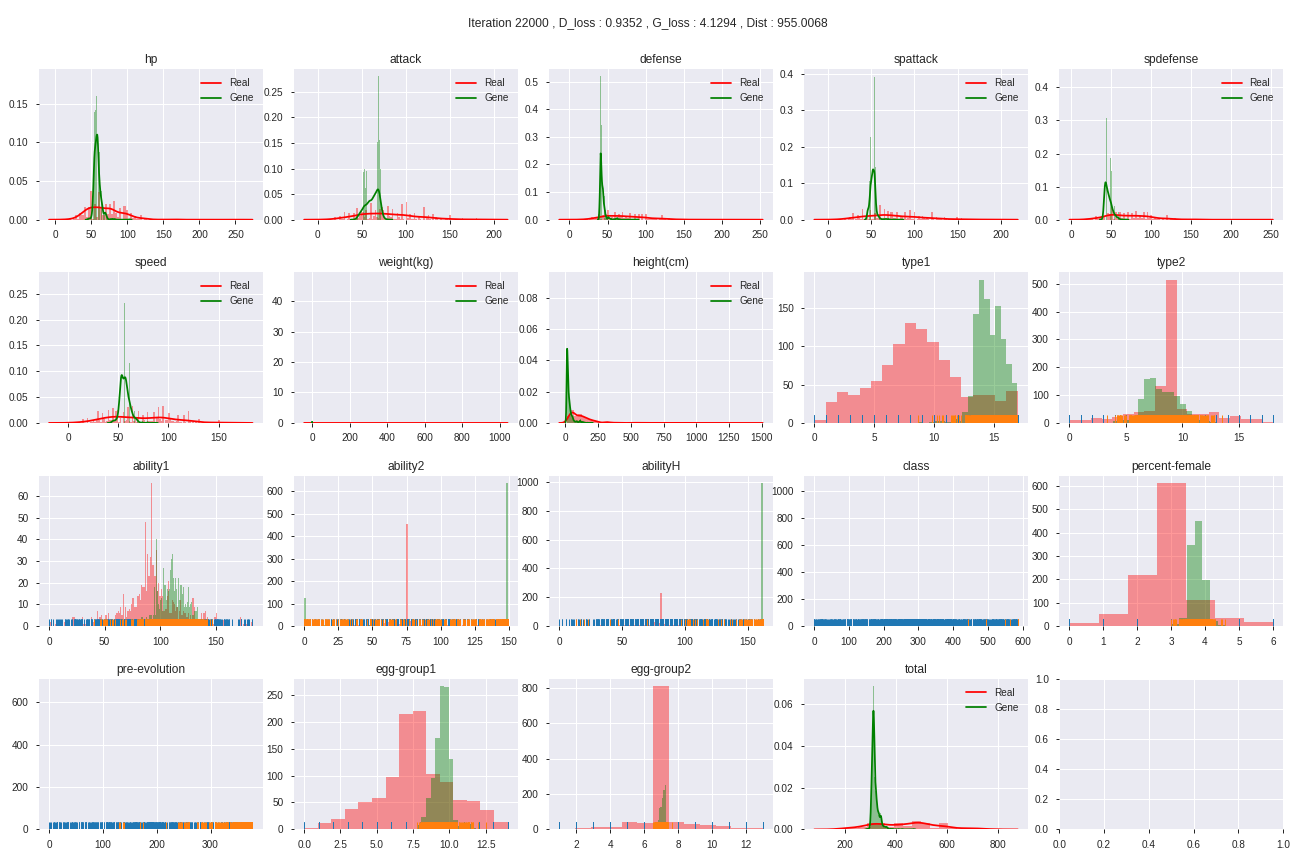 Iteration 22000 , D_loss : 0.9352 , G_loss : 4.1294 , Dist : 955.0068
hp
attack
defense
spattack
spdefense
Real
Gene
Real
Gene
Real
Gene
Real
Gene
Real
Gene
0.15
0.10
0.05
0.00
0.25
0.20
0.15
0.10
0.05
0.00
0.5
0.4
0.3
0.2
0.1
0.0
0.4
0.3
0.2
0.1
0.0
0.4
0.3
0.2
0.1
0.0
0 50 100 150 200 250
0 50 100 150 200
0 50 100 150 200 250
0 50 100 150 200
0 50 100 150 200 250
speed
weight(kg)
height(cm)
type1
type2
Real
Gene
Real
Gene
Real
Gene
0.25
0.20
0.15
0.10
0.05
0.00
40
30
20
10
0
0.08
0.06
0.04
0.02
0.00
150
100
50
0
500
400
300
200
100
0
0 50 100 150
0 200 400 600 800 1000
0 250 500 750 1000 1250 1500
0 5 10 15
0 5 10 15
ability1
ability2
abilityH
class
percent-female
60
50
40
30
20
10
0
600
500
400
300
200
100
0
1000
800
600
400
200
0
1000
800
600
400
200
0
600
500
400
300
200
100
0
0 50 100 150
0 25 50 75 100 125 150
0 50 100 150
0 100 200 300 400 500 600
0 1 2 3 4 5 6
pre-evolution
egg-group1
egg-group2
total
Real
Gene
600
400
200
0
250
200
150
100
50
0
800
600
400
200
0
0.06
0.04
0.02
0.00
1.0
0.8
0.6
0.4
0.2
0.0
0 100 200 300
0.0 2.5 5.0 7.5 10.0 12.5
2 4 6 8 10 12
200 400 600 800
0.0 0.2 0.4 0.6 0.8 1.0